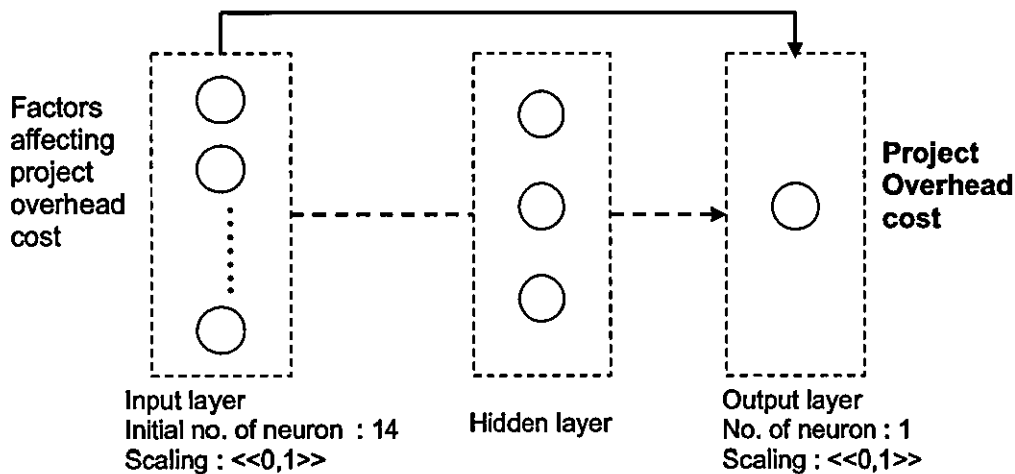 Factors
affecting
project
overhead
cost
Project
Overhead
cost
Input layer
Initial no. of neuron : 14
Scaling : <<0,1>>
Hidden layer
Output layer
No. of neuron : 1
Scaling : <<0,1>>